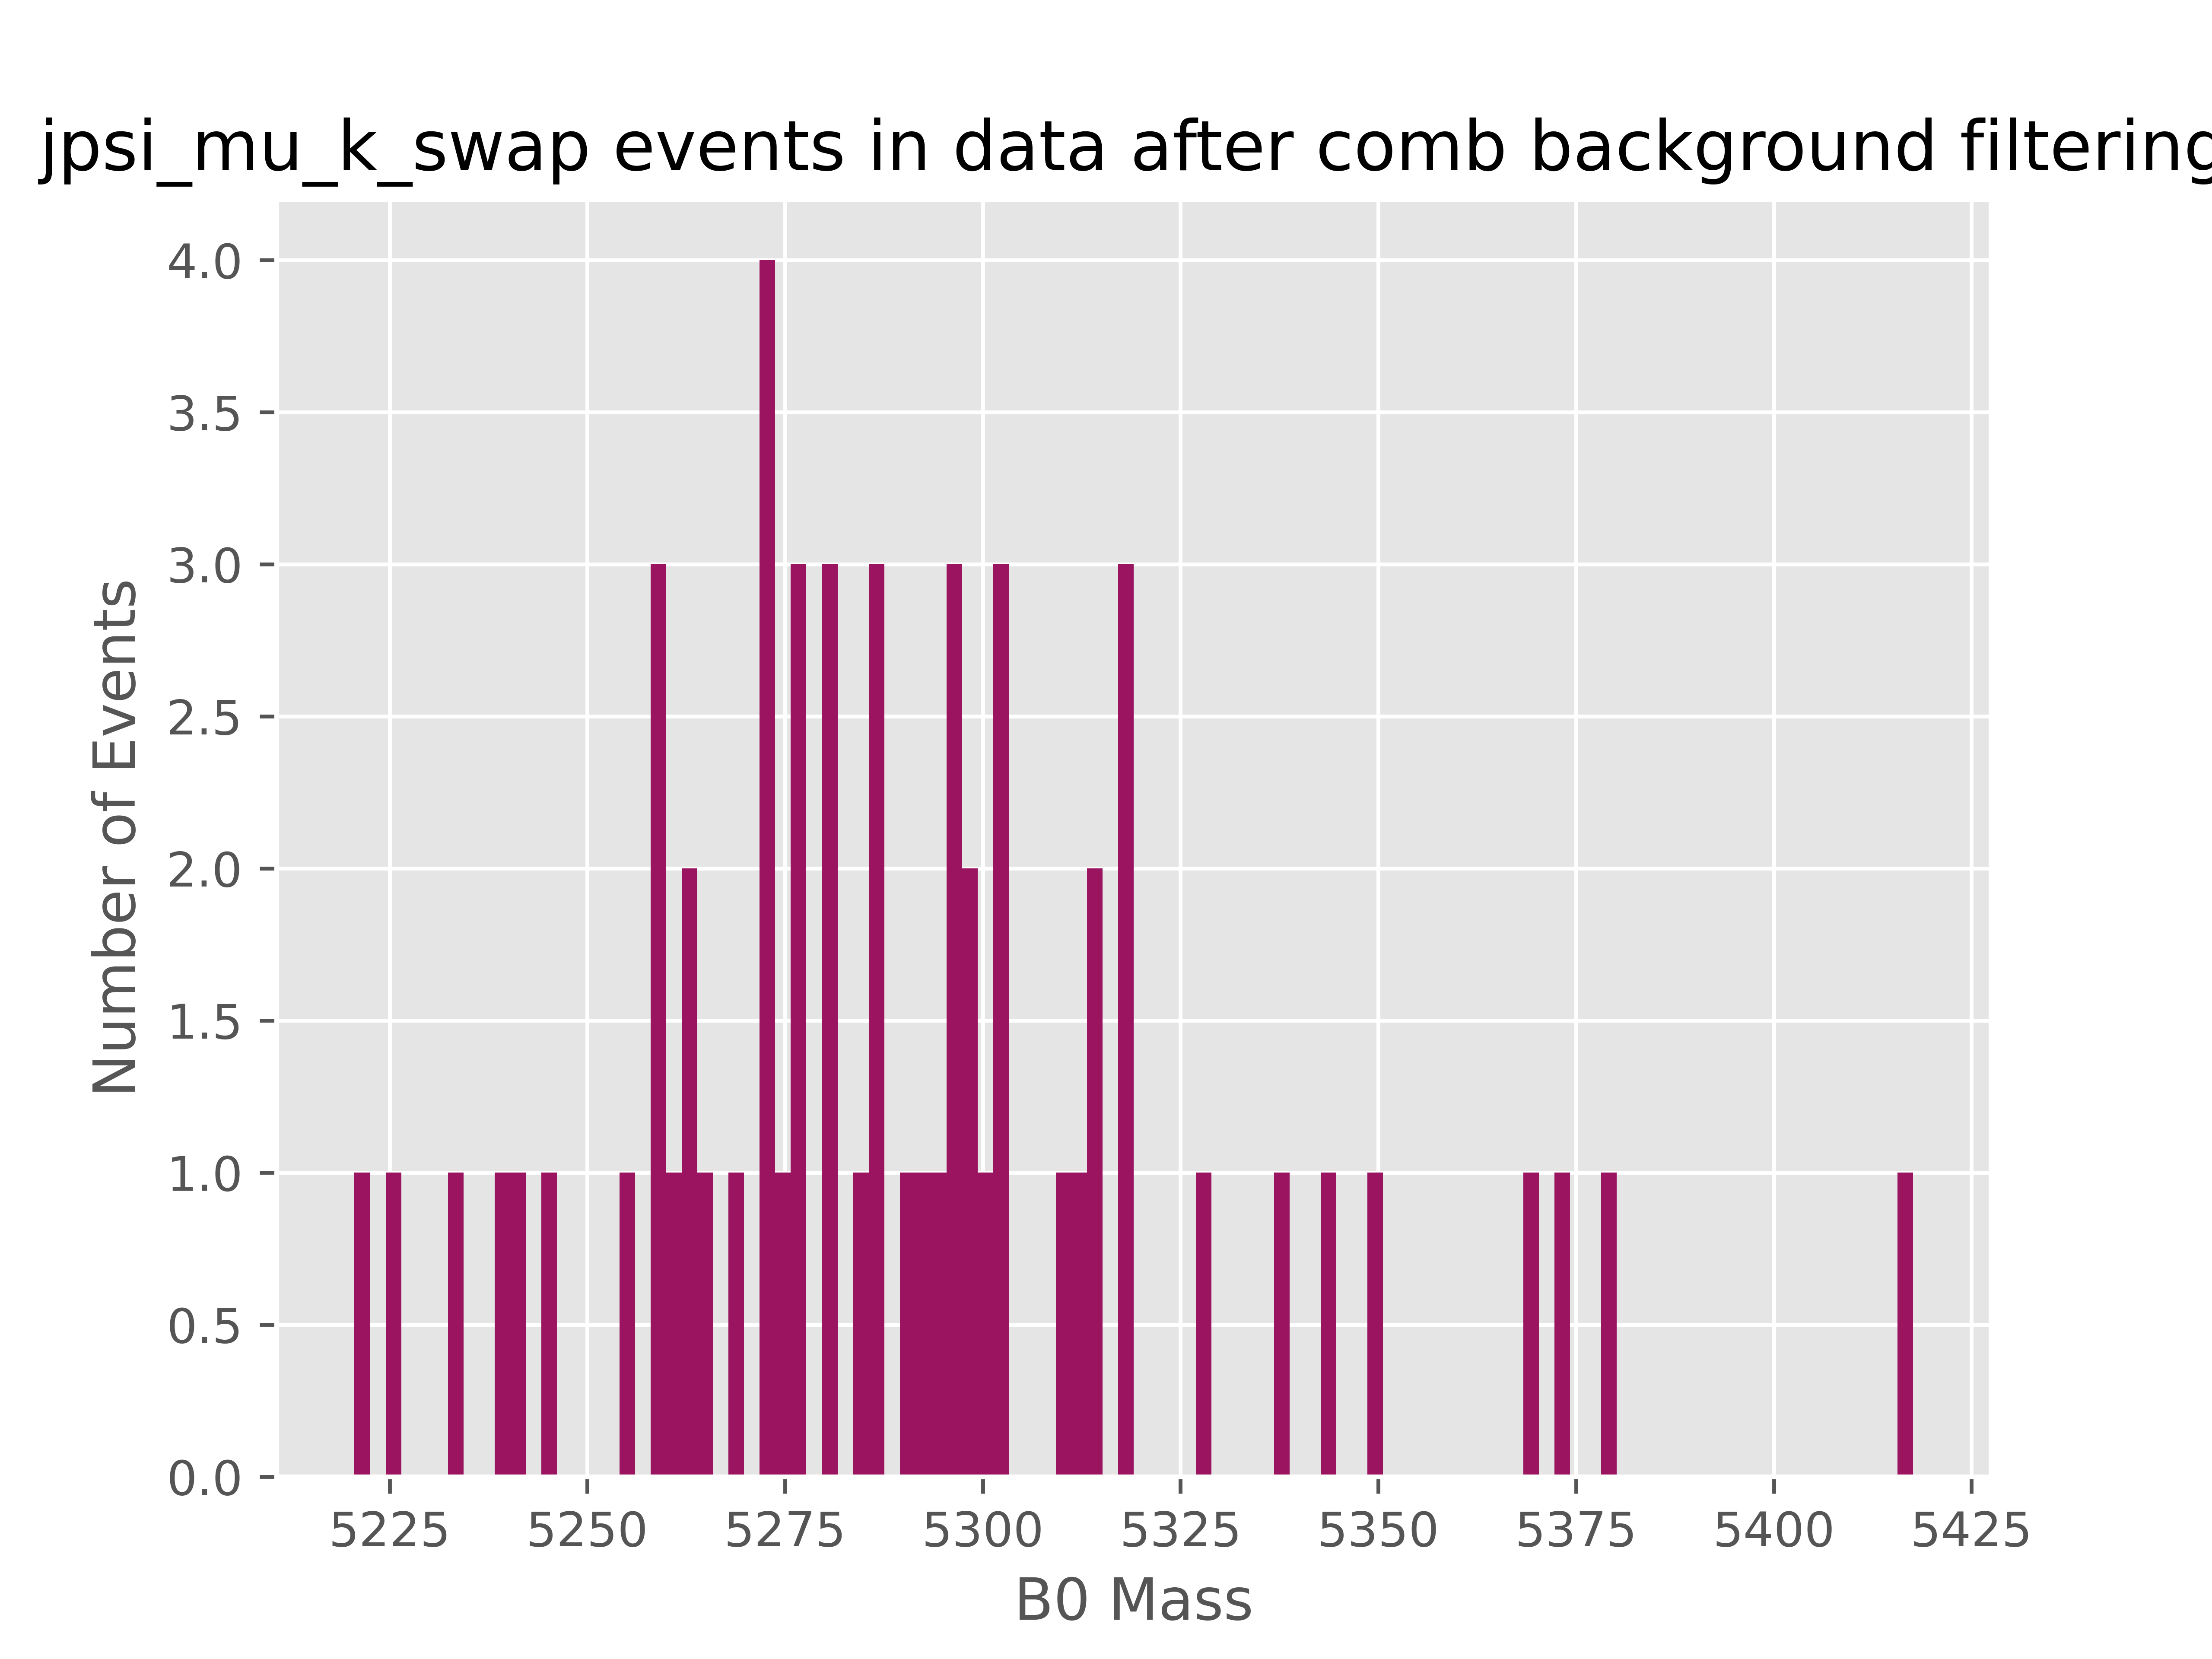 jpsi_mu_k_swap events in data after comb background filtering
4.0
3.5
3.0
2.5
2.0
1.5
1.0
0.5
0.0
Number of Events
5225 5250 5275 5300 5325 5350 5375 5400 5425
B0 Mass